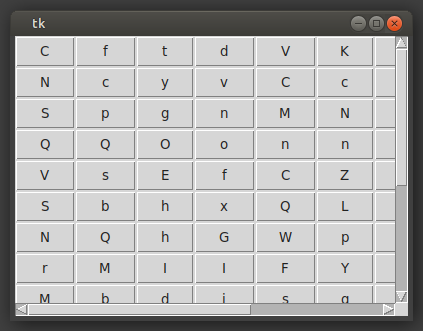 tk
C f t d V K
N c y v C c
S p g n M N
Q Q O o n n
V s E f C Z
S b h x Q L
N Q h G W p
r M I I F Y
M b d i s